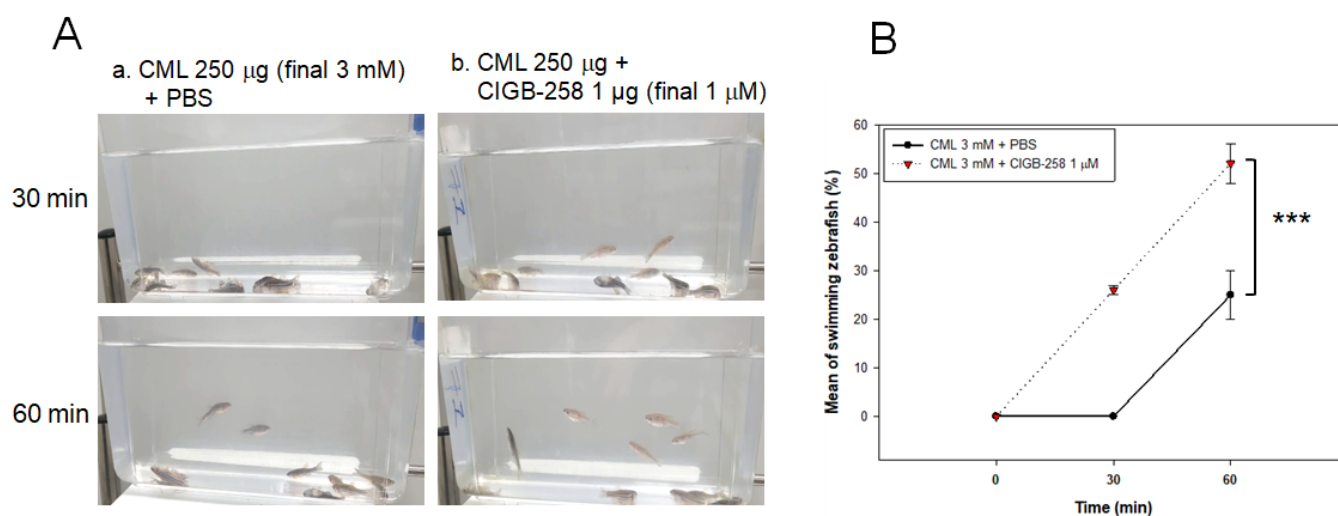 A
a. CML 250 μg (final 3 mM)
+ PBS
b. CML 250 μg +
CIGB-258 1 μg (final 1 μM)
30 min
60 min
B
CML 3 mM + PBS
CML 3 mM + CIGB-258 1 μM
Mean of swimming zebrafish (%)
60
50
40
30
20
10
0
***
0 30 60
Time (min)